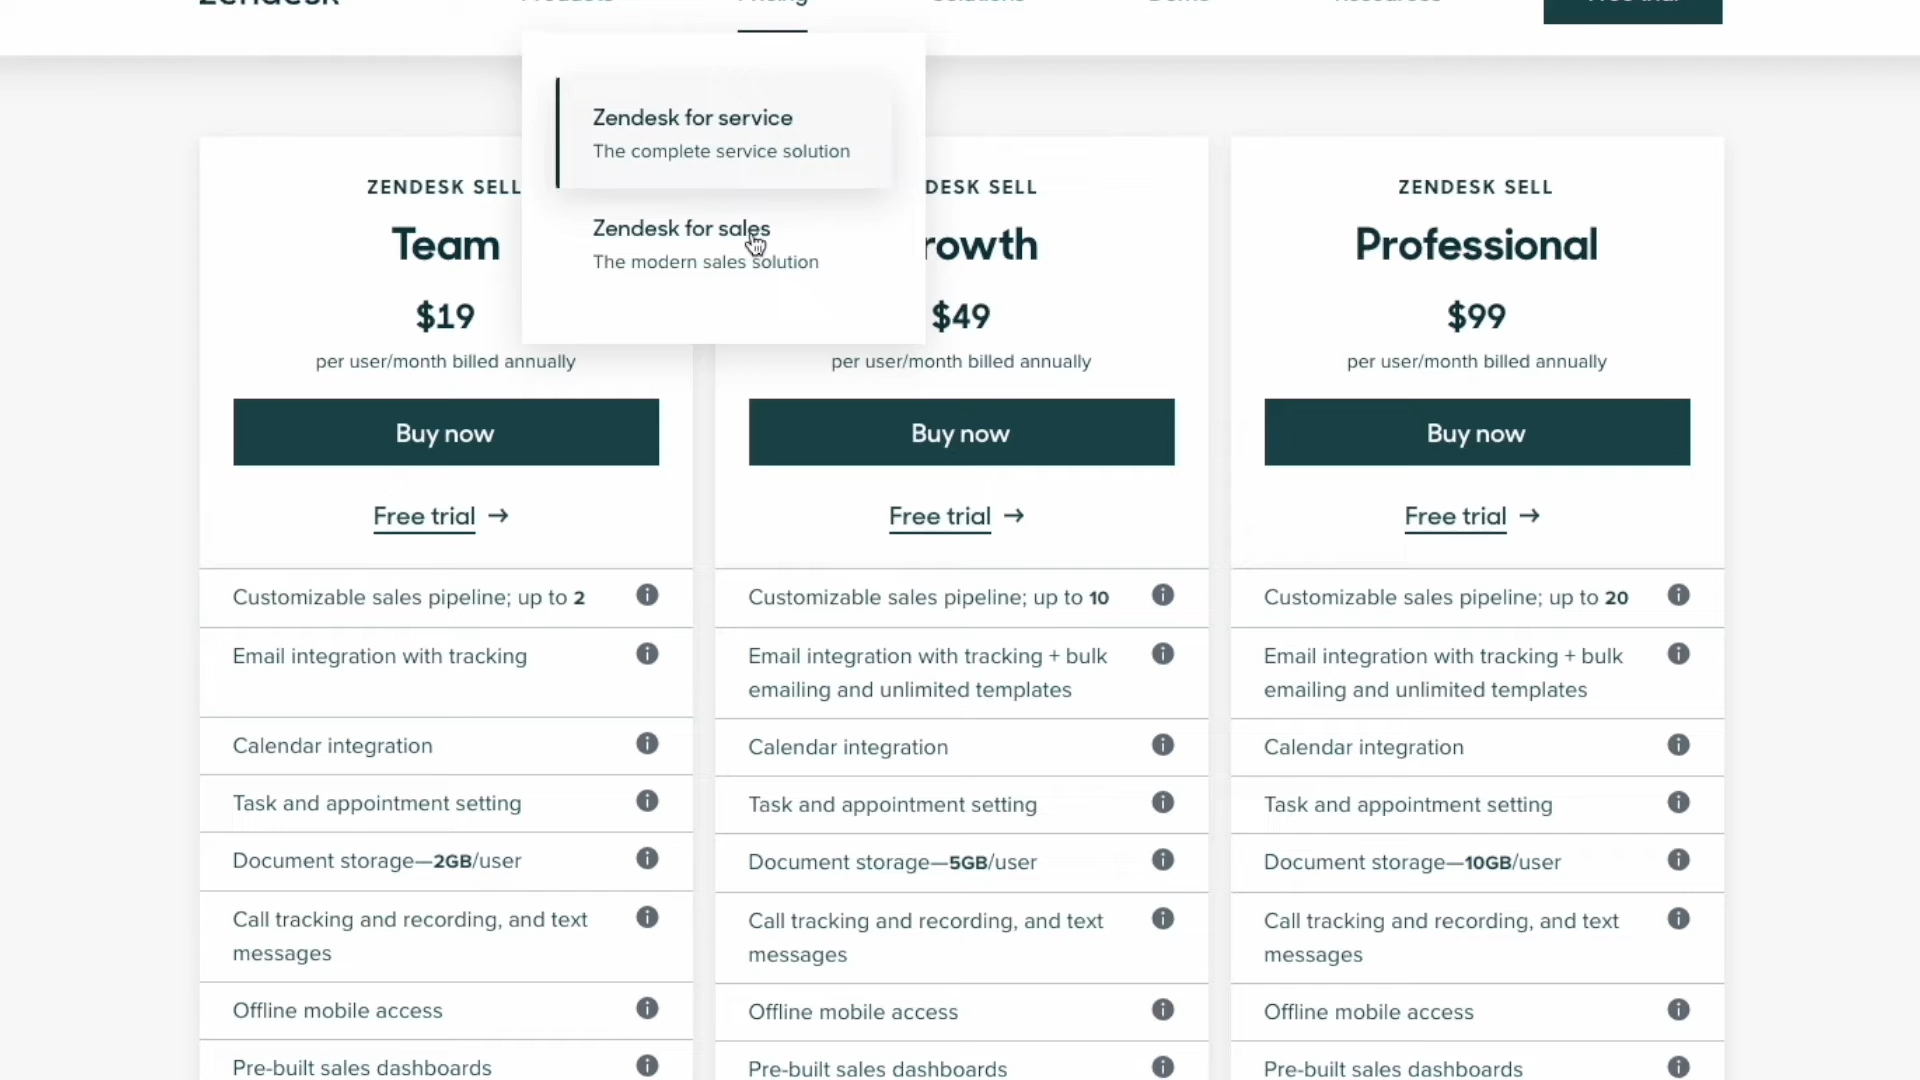 Zendesk
Products
Pricing
Solutions
Demo
Resources
Free trial
Zendesk for service
The complete service solution
Zendesk for sales
The modern sales solution
ZENDESK SELL
Team
$19
per user/month billed annually
Buy now
Free trial →
Customizable sales pipeline; up to 2
Email integration with tracking
Calendar integration
Task and appointment setting
Document storage—2GB/user
Call tracking and recording, and text
messages
Offline mobile access
Pre-built sales dashboards
DESK SELL
rowth
$49
per user/month billed annually
Buy now
Free trial →
Customizable sales pipeline; up to 10
Email integration with tracking + bulk
emailing and unlimited templates
Calendar integration
Task and appointment setting
Document storage—5GB/user
Call tracking and recording, and text
messages
Offline mobile access
Pre-built sales dashboards
ZENDESK SELL
Professional
$99
per user/month billed annually
Buy now
Free trial →
Customizable sales pipeline; up to 20
Email integration with tracking + bulk
emailing and unlimited templates
Calendar integration
Task and appointment setting
Document storage—10GB/user
Call tracking and recording, and text
messages
Offline mobile access
Pre-built sales dashboards